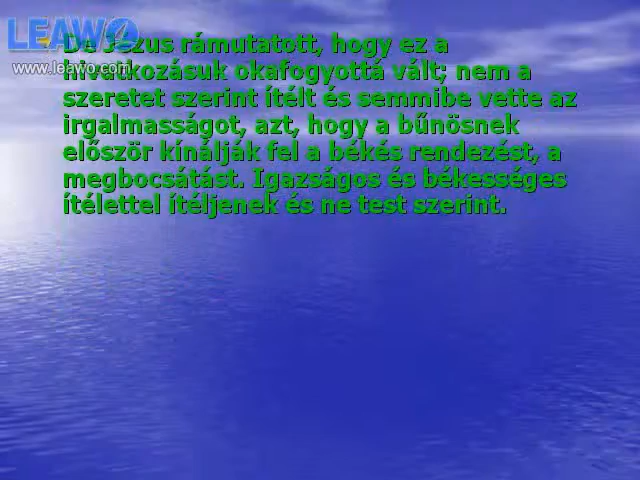 LEAWO
www.leawo.com
De Jézus rámutatott, hogy ez a
hivatkozásuk okafogyottá vált; nem a
szeretet szerint ítélt és semmibe vette az
irgalmasságot, azt, hogy a bűnösnek
először kínálják fel a békés rendezést, a
megbocsátást. Igazságos és békességes
ítélettel ítéljenek és ne test szerint.